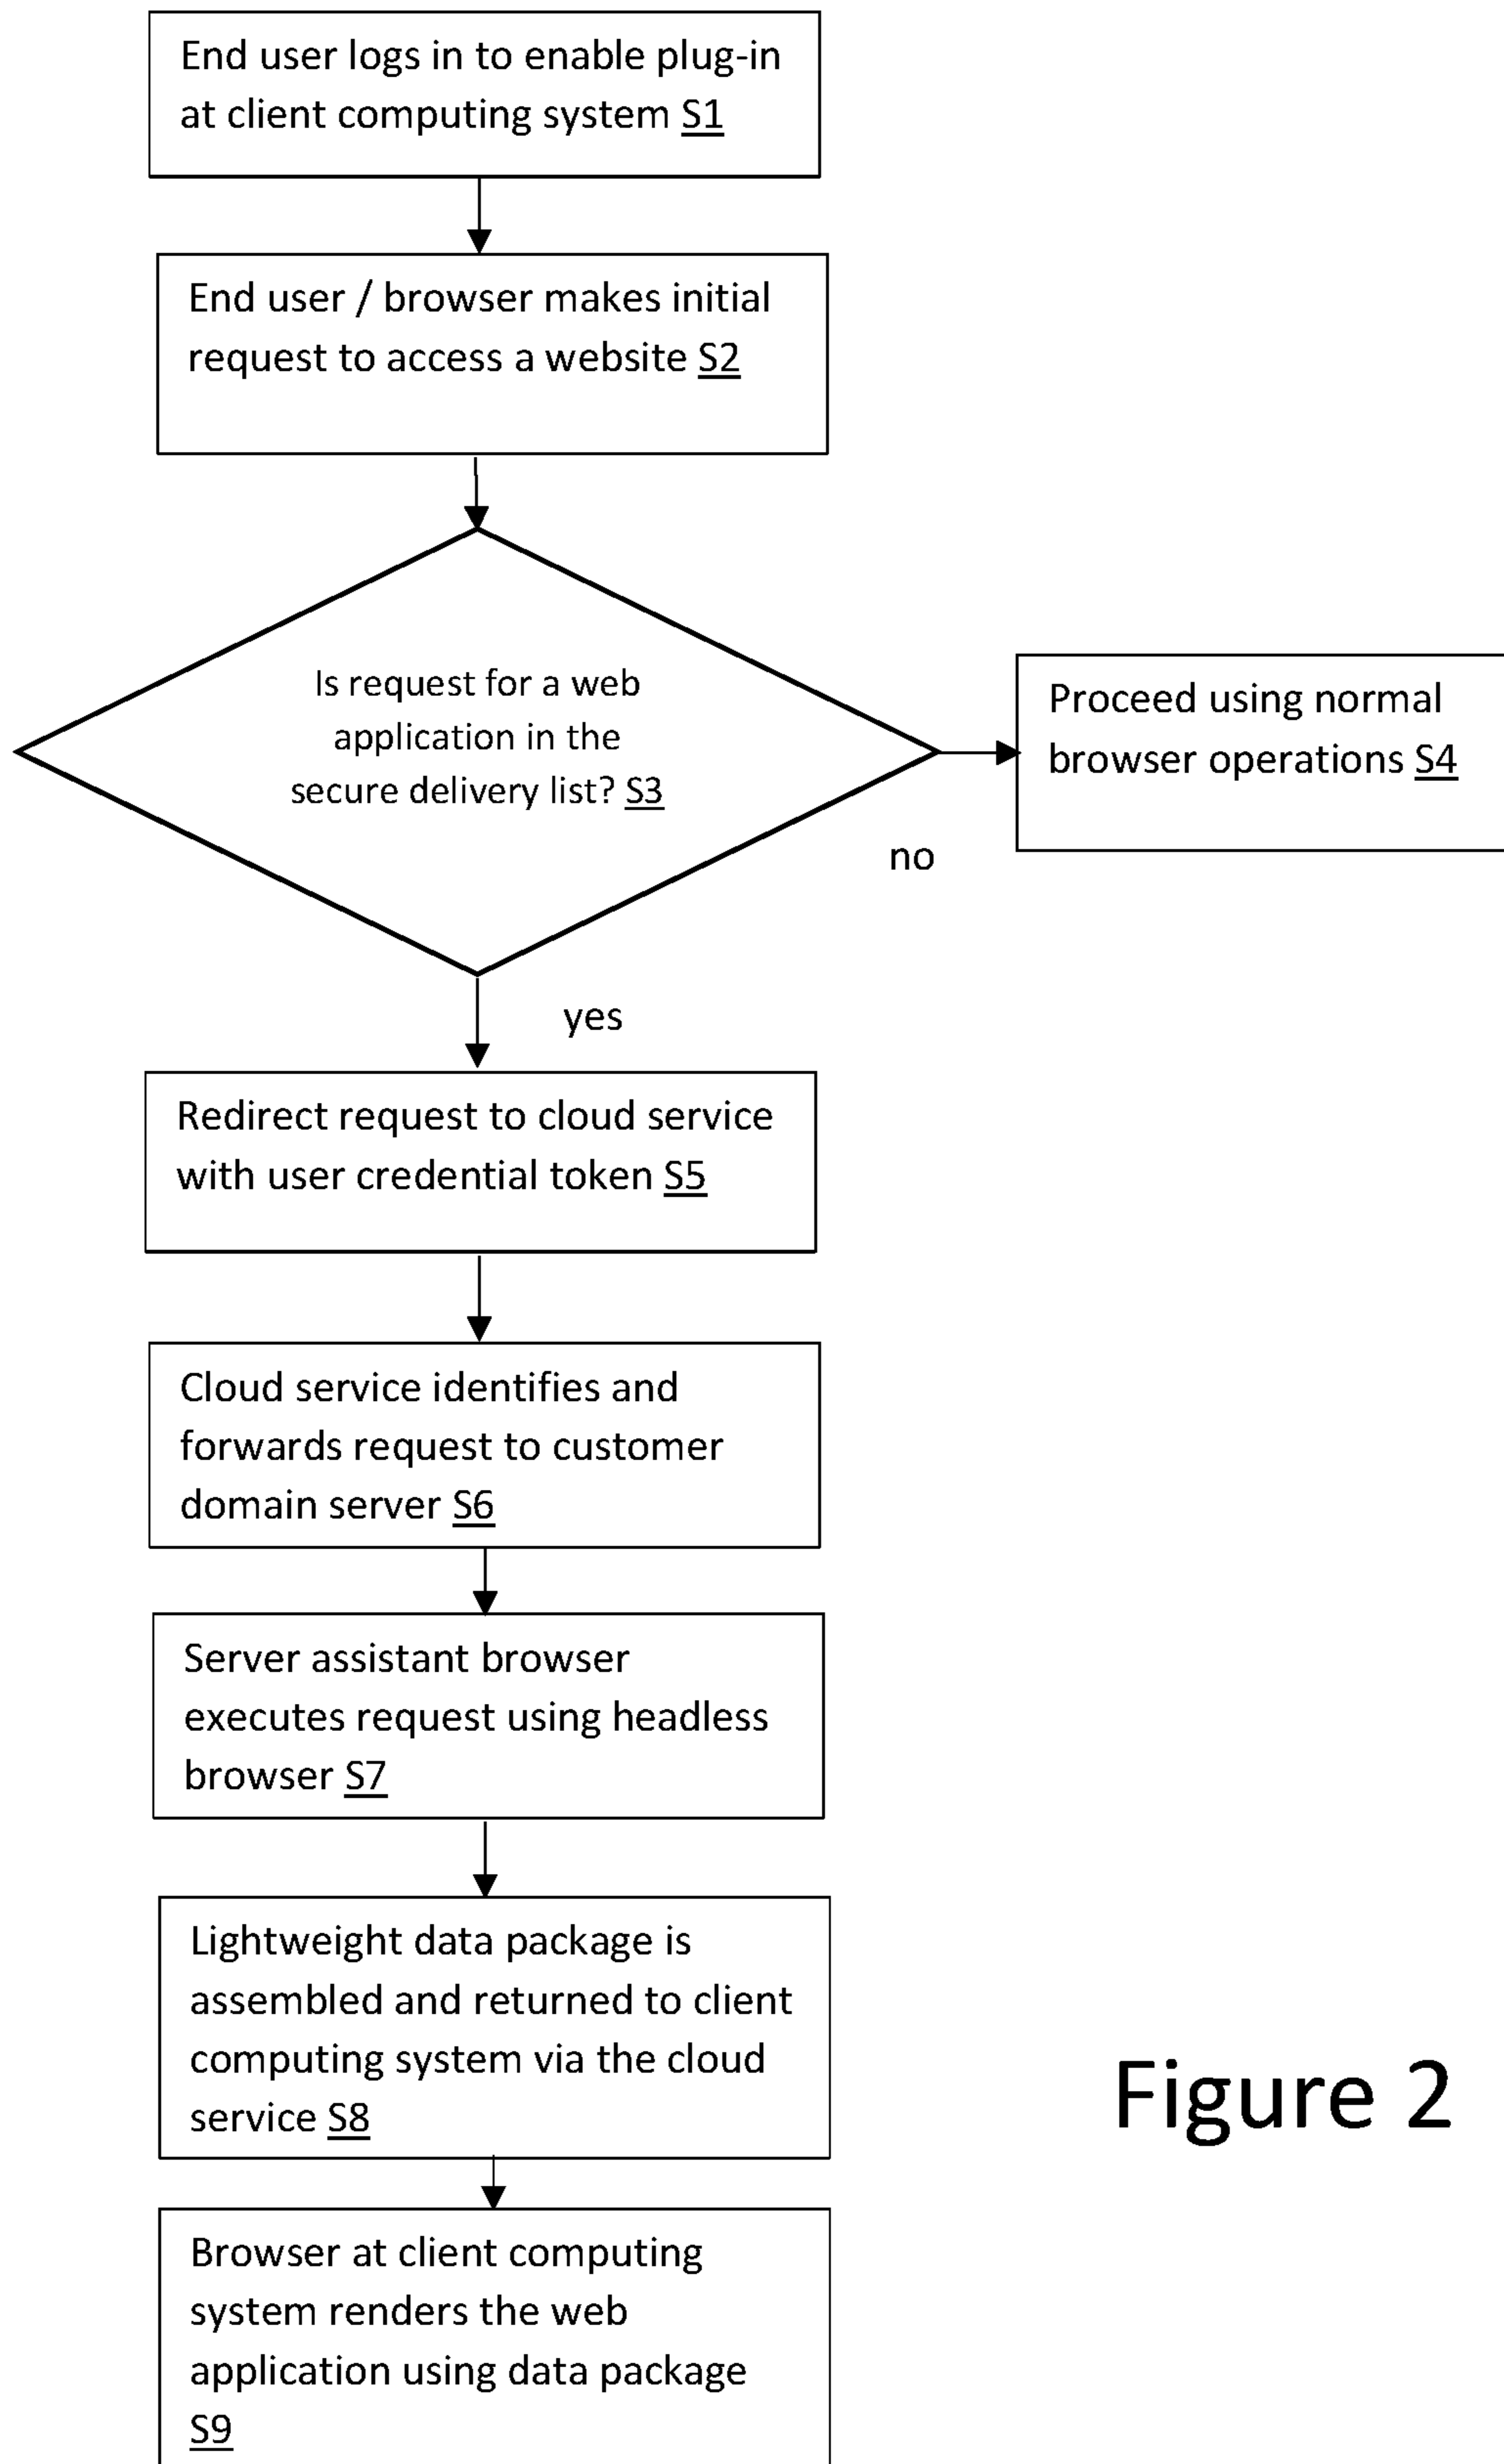 End user logs in to enable plug-in
at client computing system S1
End user / browser makes initial
request to access a website S2
Is request for a web
application in the
secure delivery list? S3
Proceed using normal
browser operations S4
no
yes
Redirect request to cloud service
with user credential token S5
Cloud service identifies and
forwards request to customer
domain server S6
Server assistant browser
executes request using headless
browser S7
Lightweight data package is
assembled and returned to client
computing system via the cloud
service S8
Figure 2
Browser at client computing
system renders the web
application using data package
S9